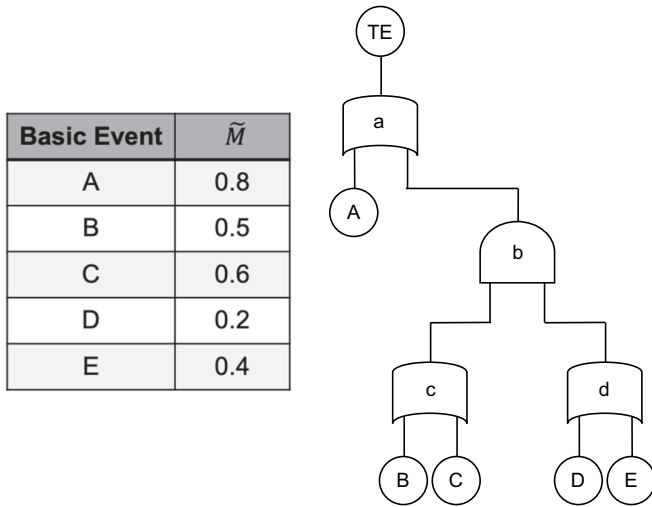 Basic Event M̃
A 0.8
B 0.5
C 0.6
D 0.2
E 0.4
TE
a
A
b
c
d
B C D E